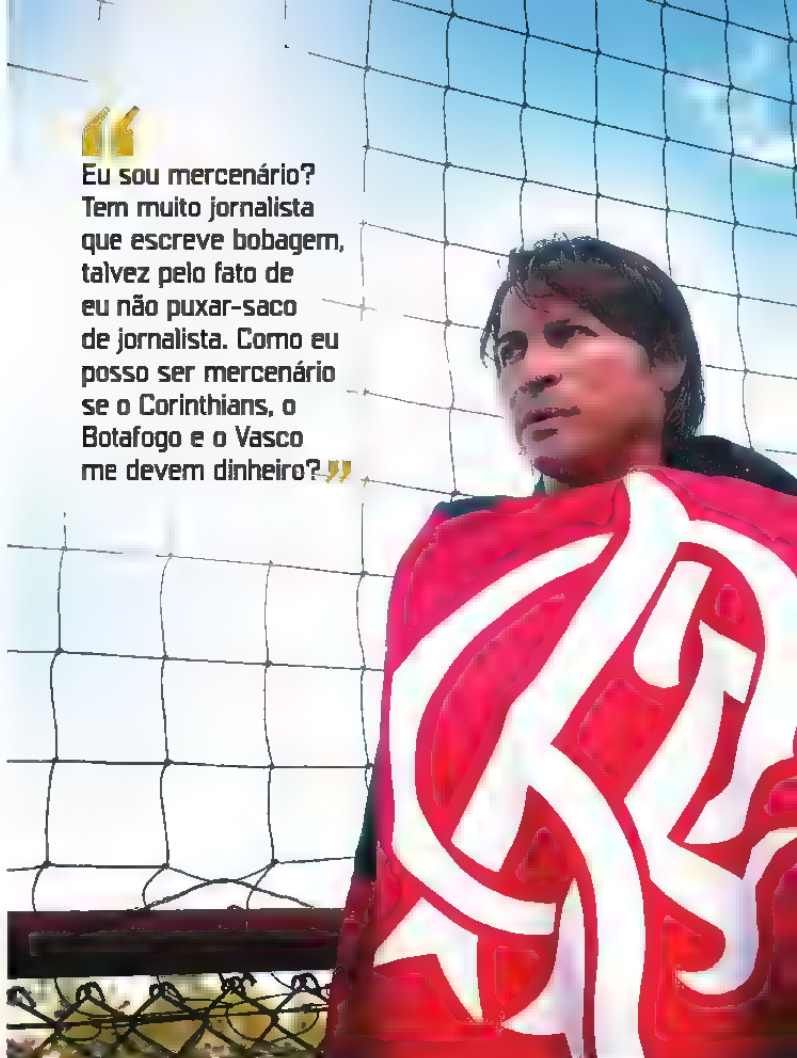 “
Eu sou mercenário?
Tem muito jornalista
que escreve bobagem,
talvez pelo fato de
eu não puxar-saco
de jornalista. Como eu
posso ser mercenário
se o Corinthians, o
Botafogo e o Vasco
me devem dinheiro? ”